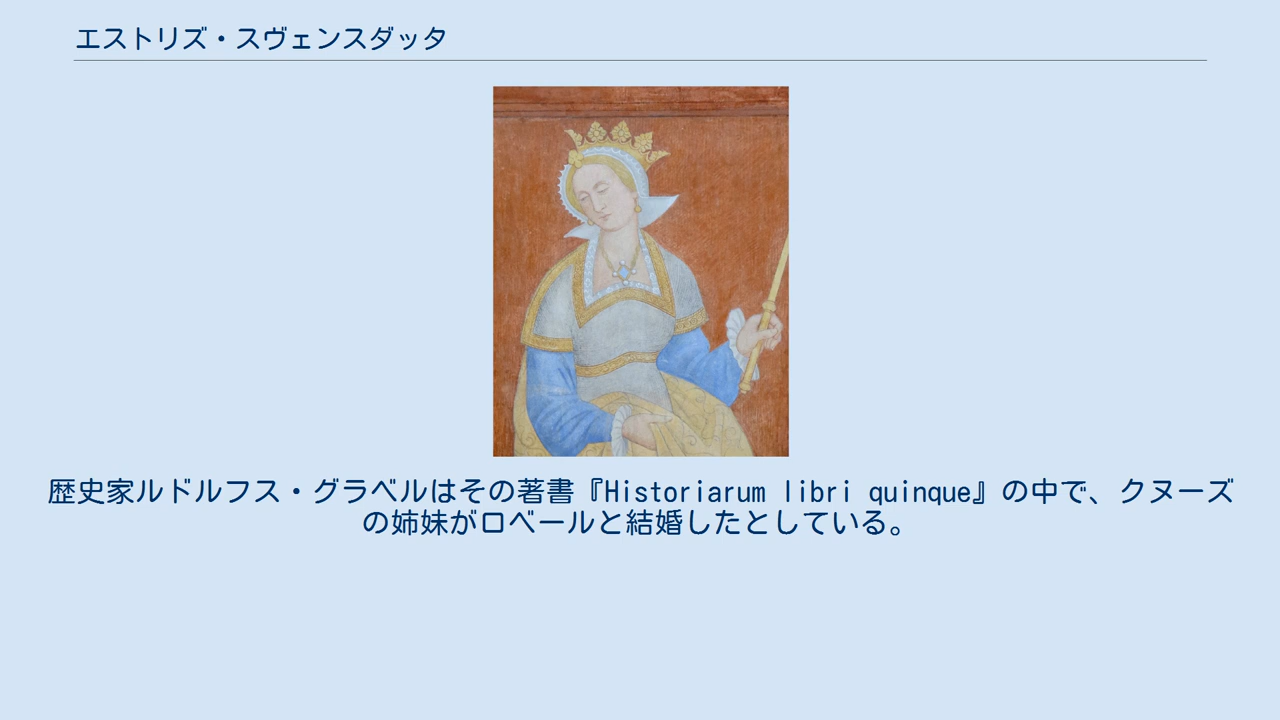 エストリズ・スヴェンスダッタ
歴史家ルドルフス・グラベルはその著書『Historiarum libri quinque』の中で、クヌーズ
の姉妹がロベールと結婚したとしている。